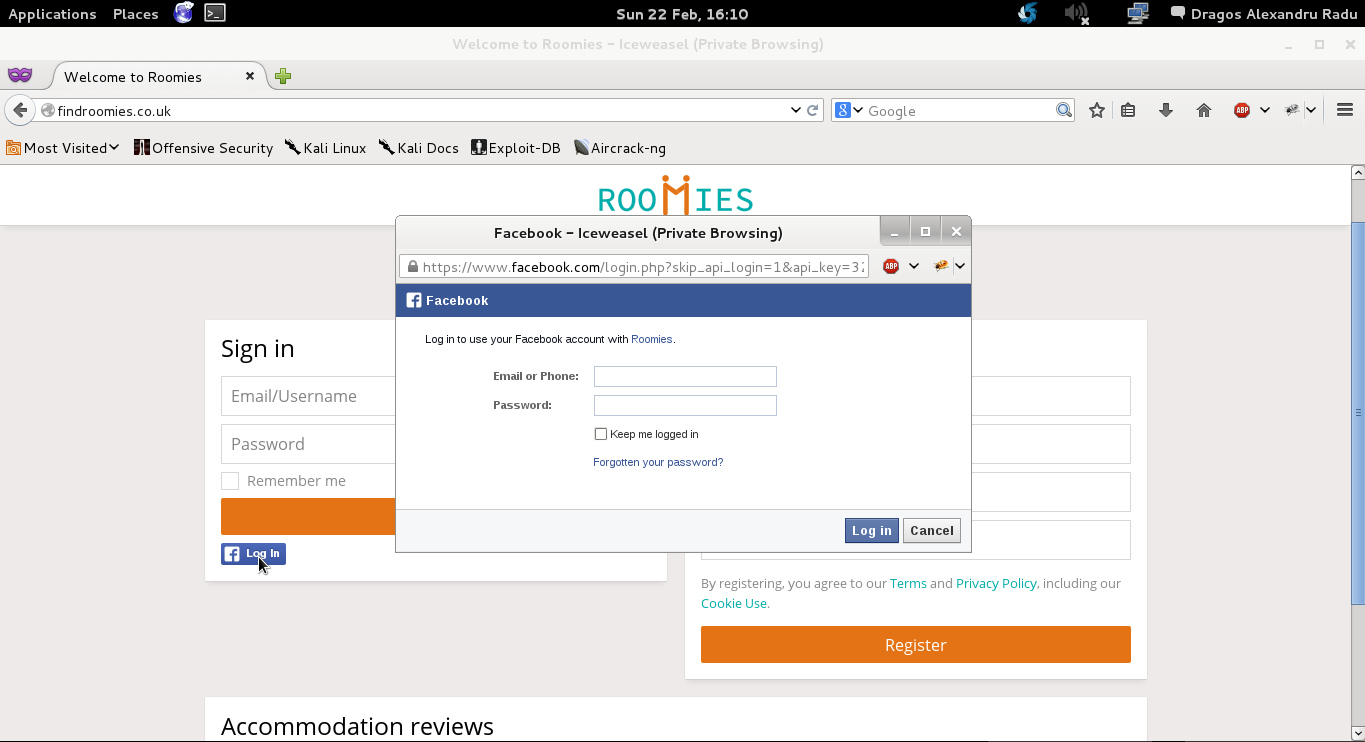 Applications Places Sun 22 Feb, 16:10 Dragos Alexandru Radu
Welcome to Roomies - Iceweasel (Private Browsing)
Welcome to Roomies
findroomies.co.uk Google
Most Visited Offensive Security Kali Linux Kali Docs Exploit-DB Aircrack-ng
ROOMIES
Facebook - Iceweasel (Private Browsing)
https://www.facebook.com/login.php?skip_api_login=1&api_key=32
Facebook
Log in to use your Facebook account with Roomies.
Email or Phone:
Password:
Keep me logged in
Forgotten your password?
Log in Cancel
Sign in
Email/Username
Password
Remember me
Log In
By registering, you agree to our Terms and Privacy Policy, including our
Cookie Use.
Register
Accommodation reviews